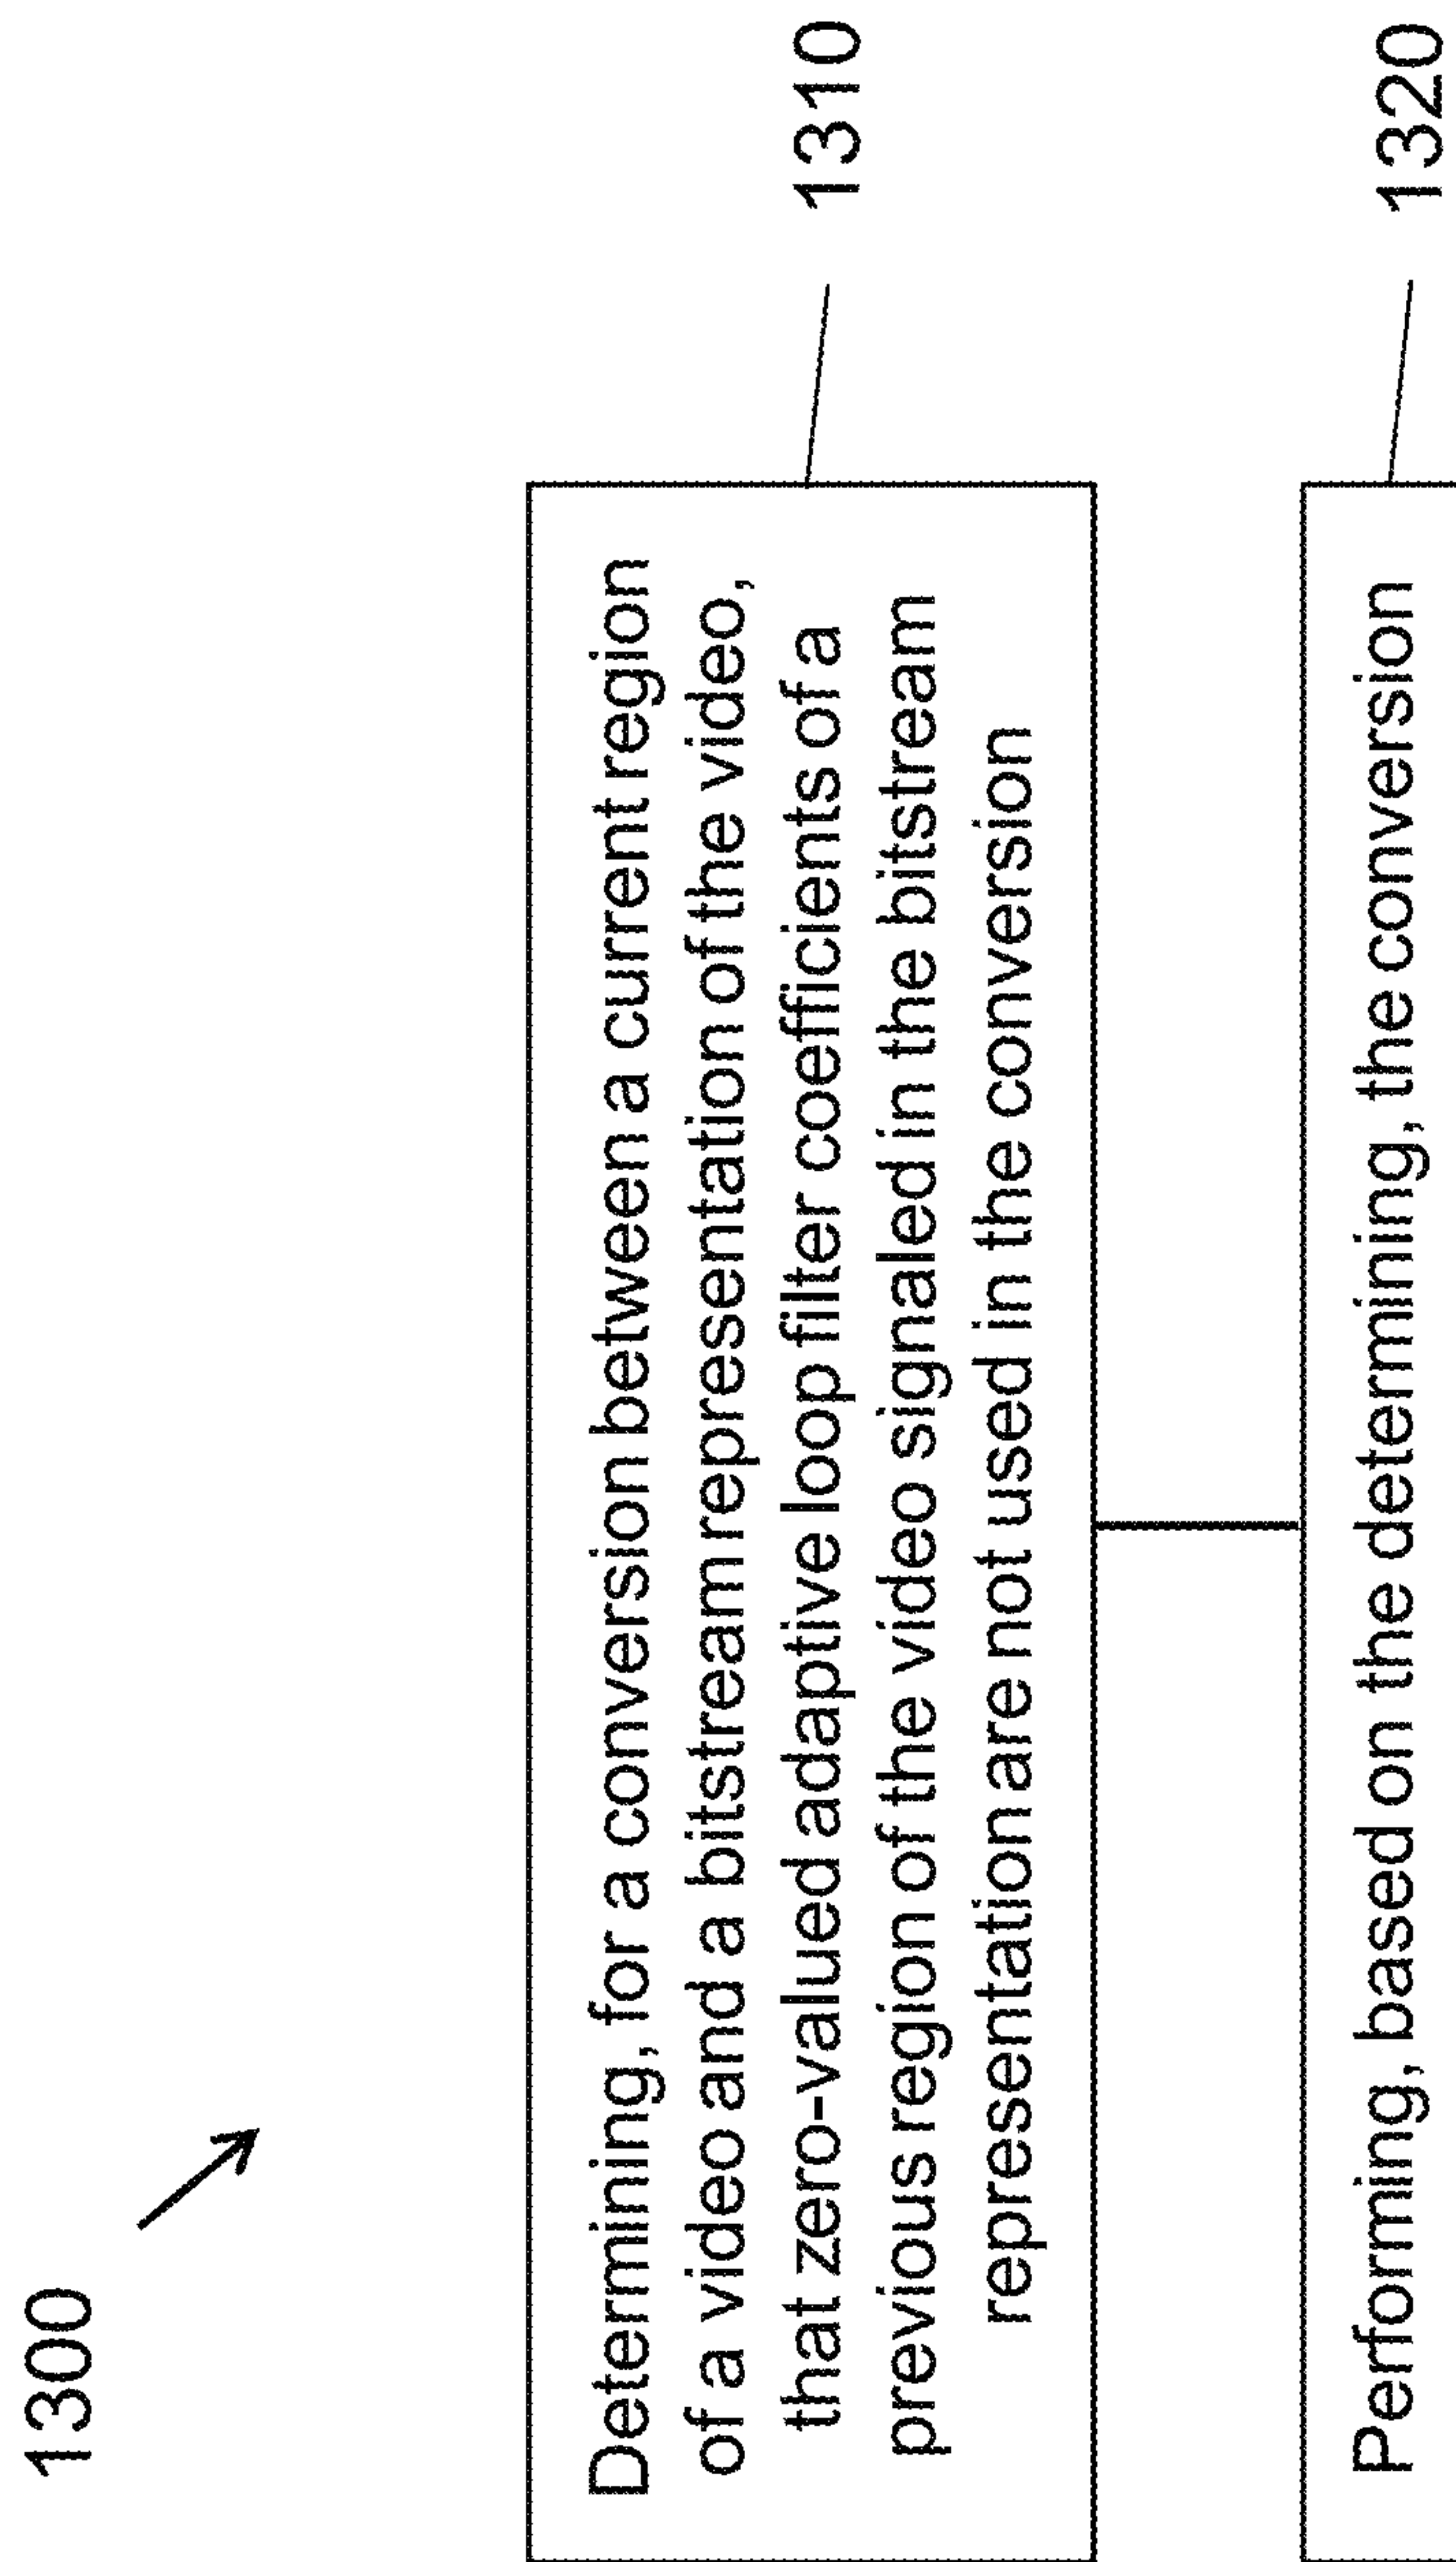 1300
Determining, for a conversion between a current region
of a video and a bitstream representation of the video,
that zero-valued adaptive loop filter coefficients of a
previous region of the video signaled in the bitstream
representation are not used in the conversion
1310
Performing, based on the determining, the conversion
1320